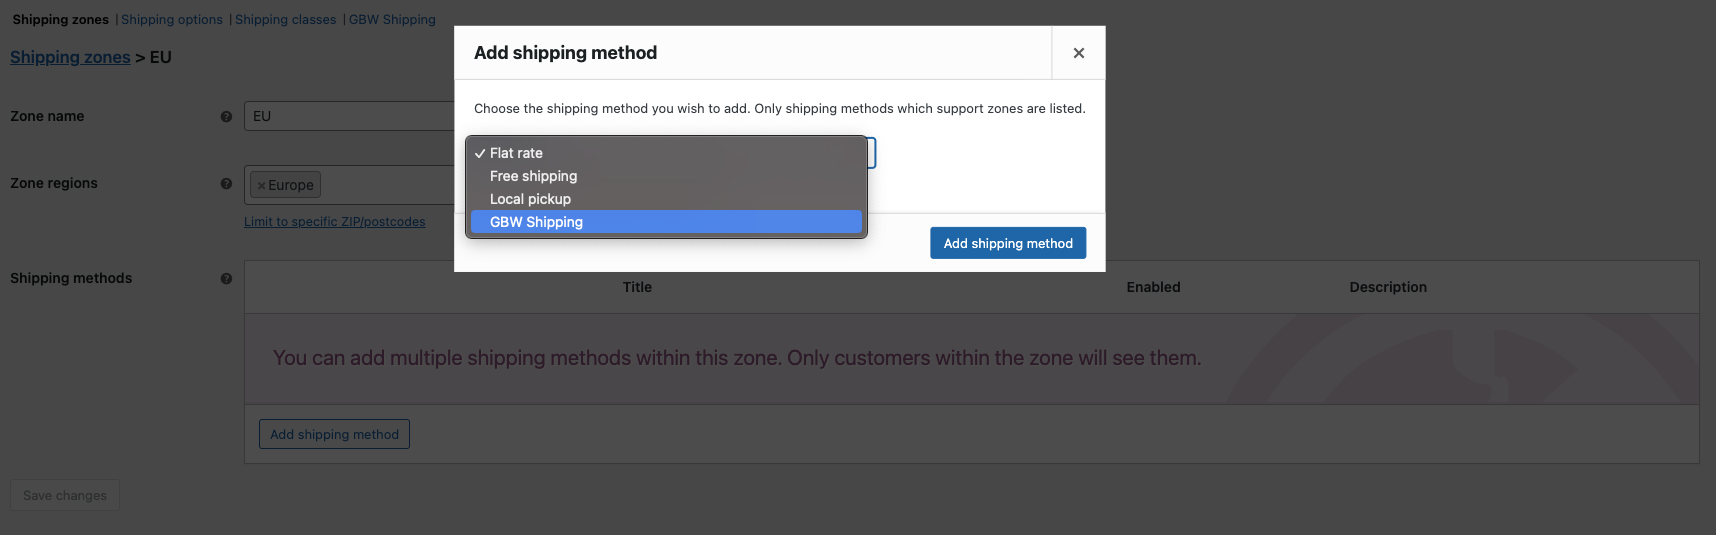 Shipping zones | Shipping options | Shipping classes | GBW Shipping
Shipping zones > EU
Add shipping method
×
Choose the shipping method you wish to add. Only shipping methods which support zones are listed.
Zone name
EU
✓ Flat rate
Free shipping
Local pickup
GBW Shipping
Zone regions
× Europe
Limit to specific ZIP/postcodes
Add shipping method
Shipping methods
Title Enabled Description
You can add multiple shipping methods within this zone. Only customers within the zone will see them.
Add shipping method
Save changes